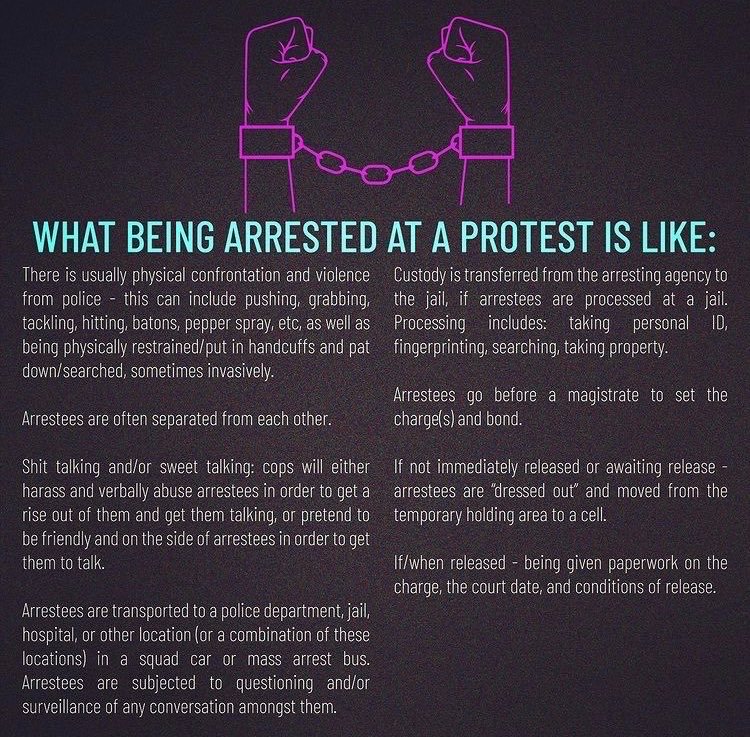 WHAT BEING ARRESTED AT A PROTEST IS LIKE:
There is usually physical confrontation and violence
from police - this can include pushing, grabbing,
tackling, hitting, batons, pepper spray, etc, as well as
being physically restrained/put in handcuffs and pat
down/searched, sometimes invasively.
Arrestees are often separated from each other.
Shit talking and/or sweet talking: cops will either
harass and verbally abuse arrestees in order to get a
rise out of them and get them talking, or pretend to
be friendly and on the side of arrestees in order to get
them to talk.
Arrestees are transported to a police department, jail,
hospital, or other location (or a combination of these
locations) in a squad car or mass arrest bus.
Arrestees are subjected to questioning and/or
surveillance of any conversation amongst them.
Custody is transferred from the arresting agency to
the jail, if arrestees are processed at a jail.
Processing includes: taking personal ID,
fingerprinting, searching, taking property.
Arrestees go before a magistrate to set the
charge(s) and bond.
If not immediately released or awaiting release -
arrestees are "dressed out" and moved from the
temporary holding area to a cell.
If/when released - being given paperwork on the
charge, the court date, and conditions of release.